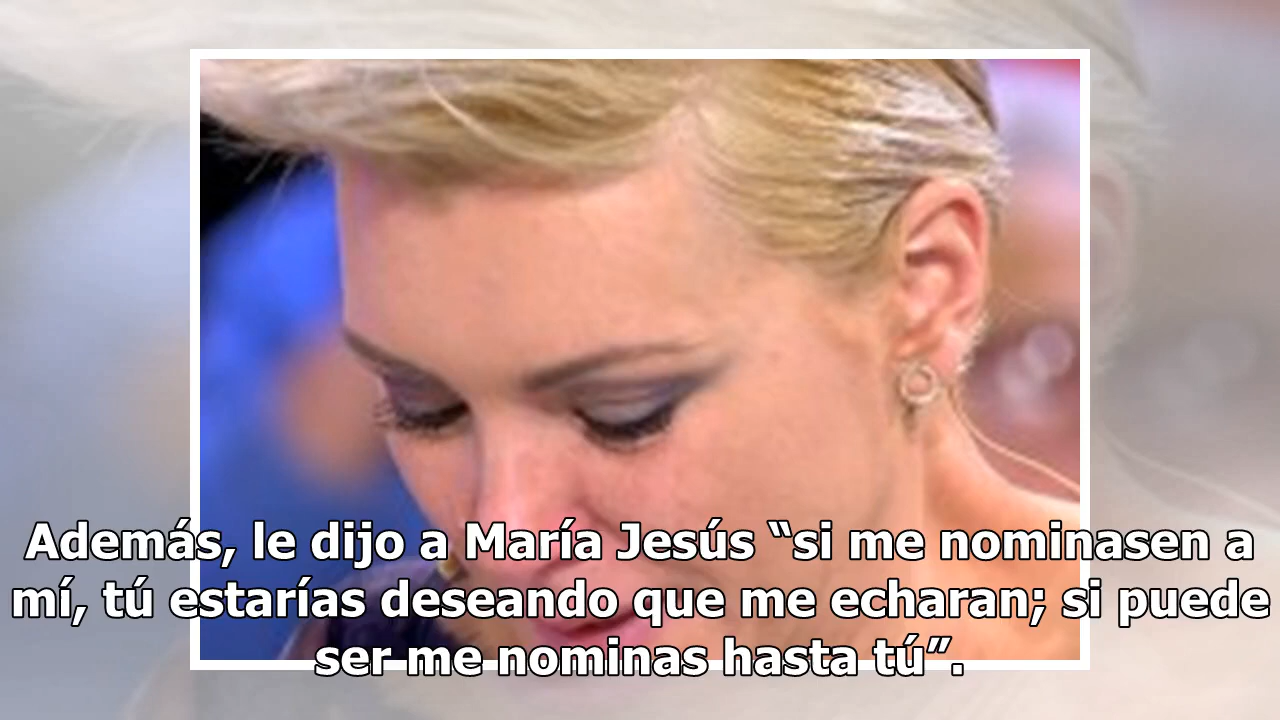 Además, le dijo a María Jesús “si me nominasen a
mí, tú estarías deseando que me echaran; si puede
ser me nominas hasta tú”.